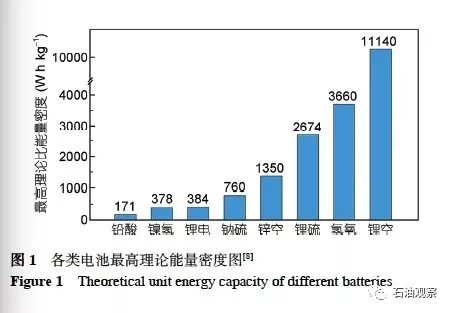 最高理论比能量密度 (W h kg⁻¹)
11140
10000
4000
3660
3000
2674
2000
1350
1000
760
378
384
171
0
铅酸 镍氢 锂电 钠硫 锌空 锂硫 氢氧 锂空
图 1 各类电池最高理论能量密度图[8]
Figure 1 Theoretical unit energy capacity of different batteries
石油观察